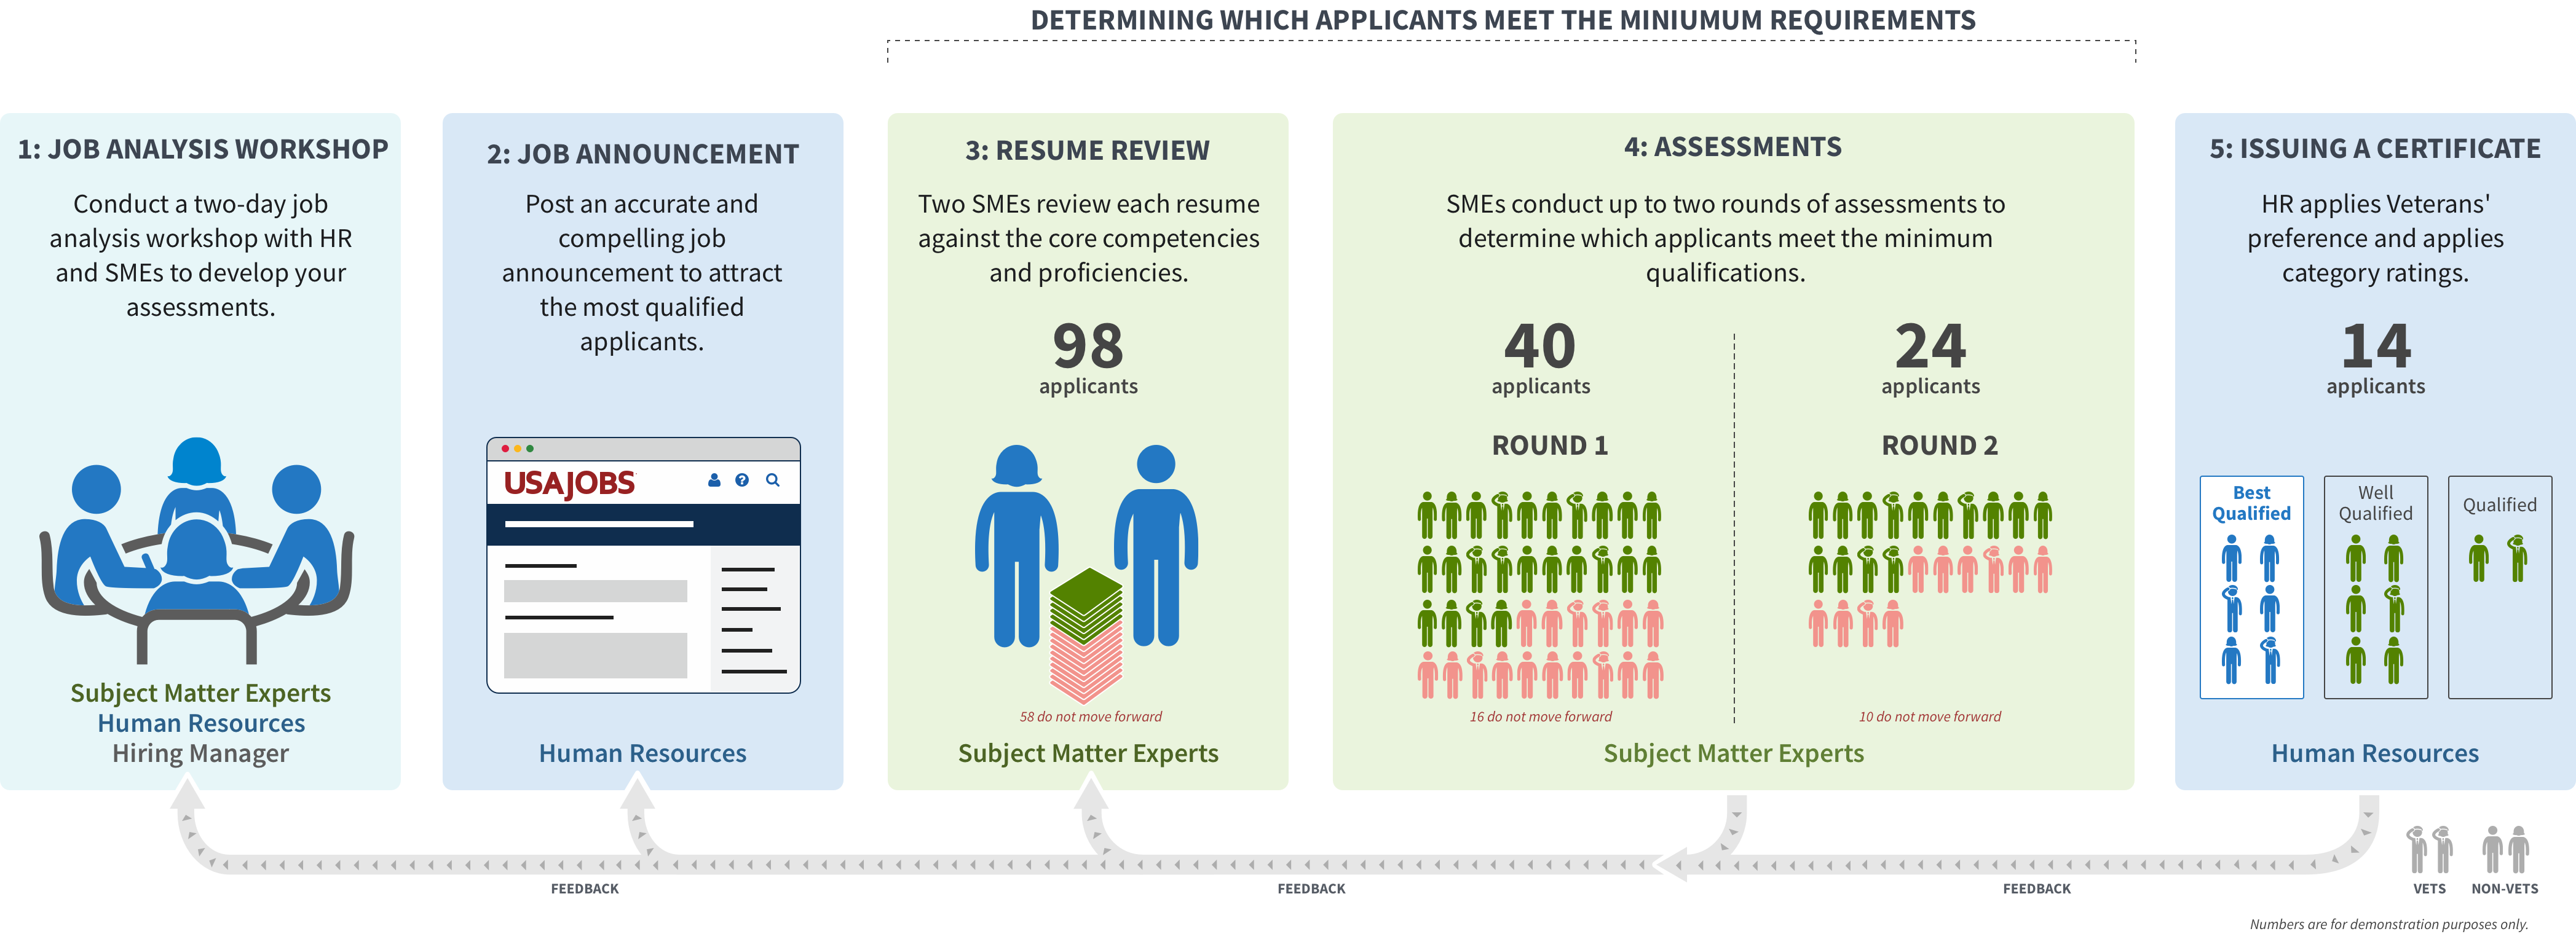 DETERMINING WHICH APPLICANTS MEET THE MINIUMUM REQUIREMENTS
1: JOB ANALYSIS WORKSHOP
Conduct a two-day job
analysis workshop with HR
and SMEs to develop your
assessments.
Subject Matter Experts
Human Resources
Hiring Manager
2: JOB ANNOUNCEMENT
Post an accurate and
compelling job
announcement to attract
the most qualified
applicants.
USAJOBS
Human Resources
3: RESUME REVIEW
Two SMEs review each resume
against the core competencies
and proficiencies.
98
applicants
58 do not move forward
Subject Matter Experts
4: ASSESSMENTS
SMEs conduct up to two rounds of assessments to
determine which applicants meet the minimum
qualifications.
40
applicants
ROUND 1
16 do not move forward
24
applicants
ROUND 2
10 do not move forward
Subject Matter Experts
5: ISSUING A CERTIFICATE
HR applies Veterans'
preference and applies
category ratings.
14
applicants
Best
Qualified
Well
Qualified
Qualified
Human Resources
FEEDBACK
FEEDBACK
FEEDBACK
VETS
NON-VETS
Numbers are for demonstration purposes only.